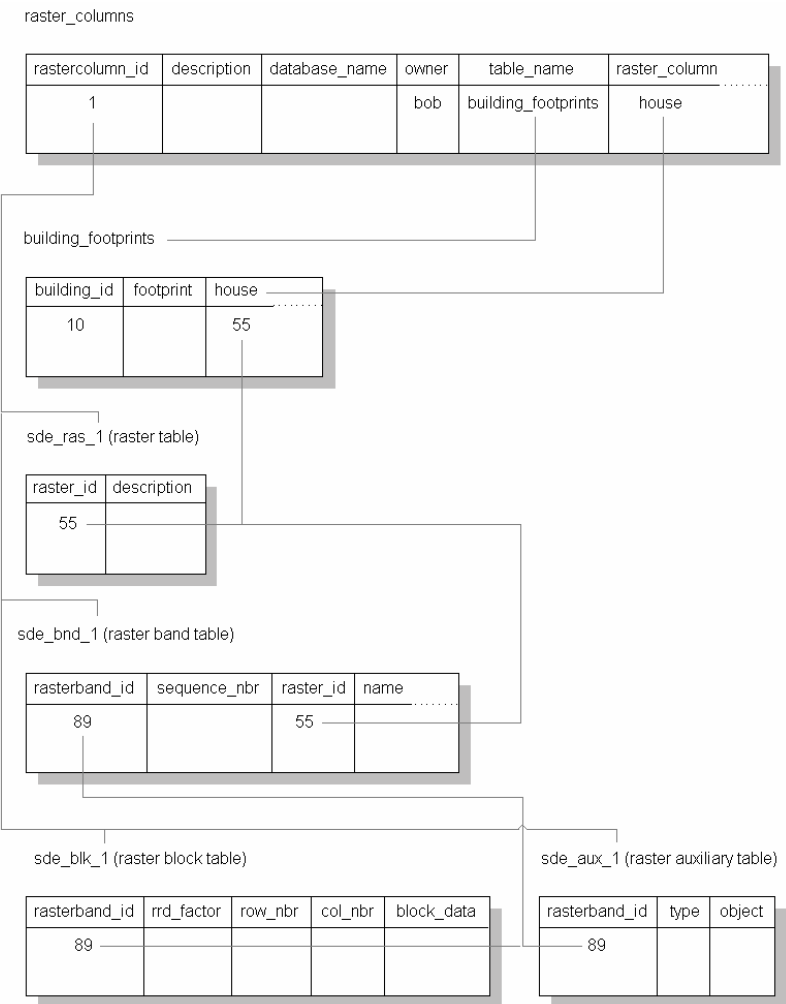 raster_columns
rastercolumn_id description database_name owner table_name raster_column
1 bob building_footprints house
building_footprints
building_id footprint house
10 55
sde_ras_1 (raster table)
raster_id description
55
sde_bnd_1 (raster band table)
rasterband_id sequence_nbr raster_id name
89 55
sde_blk_1 (raster block table) sde_aux_1 (raster auxiliary table)
rasterband_id rrd_factor row_nbr col_nbr block_data rasterband_id type object
89 89